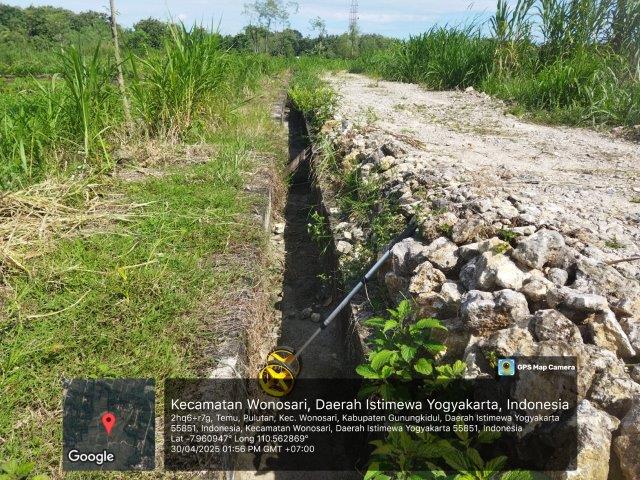 GPS Map Camera
Kecamatan Wonosari, Daerah Istimewa Yogyakarta, Indonesia
2hq6+r7g, Temu, Pulutan, Kec. Wonosari, Kabupaten Gunungkidul, Daerah Istimewa Yogyakarta
55851, Indonesia, Kecamatan Wonosari, Daerah Istimewa Yogyakarta 55851, Indonesia
Lat -7.960947° Long 110.562869°
30/04/2025 01:56 PM GMT +07:00
Google